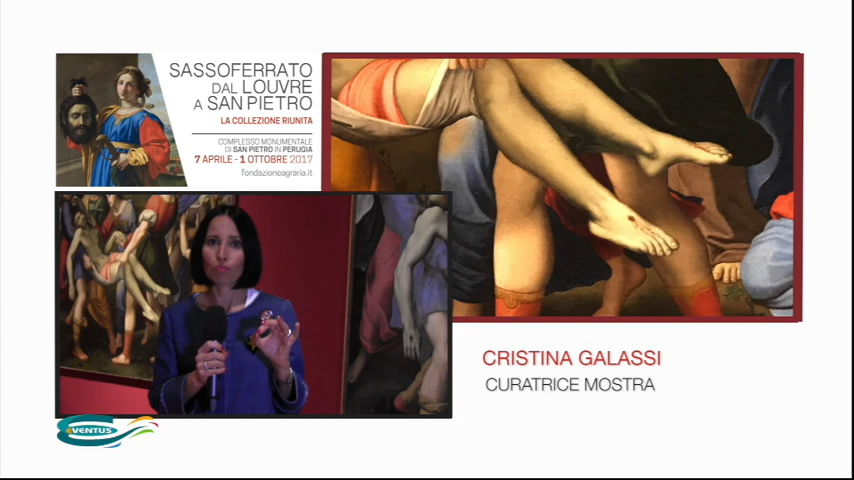 SASSOFERRATO
DAL LOUVRE
A SAN PIETRO
LA COLLEZIONE RIUNITA
COMPLESSO MONUMENTALE
DI SAN PIETRO IN PERUGIA
7 APRILE - 1 OTTOBRE 2017
fondazioneagraria.it
CRISTINA GALASSI
CURATRICE MOSTRA
EVENTUS